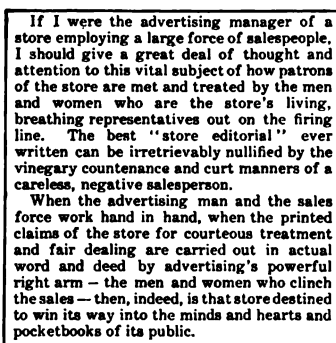 If I were the advertising manager of a
store employing a large force of salespeople,
I should give a great deal of thought and
attention to this vital subject of how patrons
of the store are met and treated by the men
and women who are the store's living,
breathing representatives out on the firing
line. The best "store editorial" ever
written can be irretrievably nullified by the
vinegary countenance and curt manners of a
careless, negative salesperson.
When the advertising man and the sales
force work hand in hand, when the printed
claims of the store for courteous treatment
and fair dealing are carried out in actual
word and deed by advertising's powerful
right arm — the men and women who clinch
the sales — then, indeed, is that store destined
to win its way into the minds and hearts and
pocketbooks of its public.